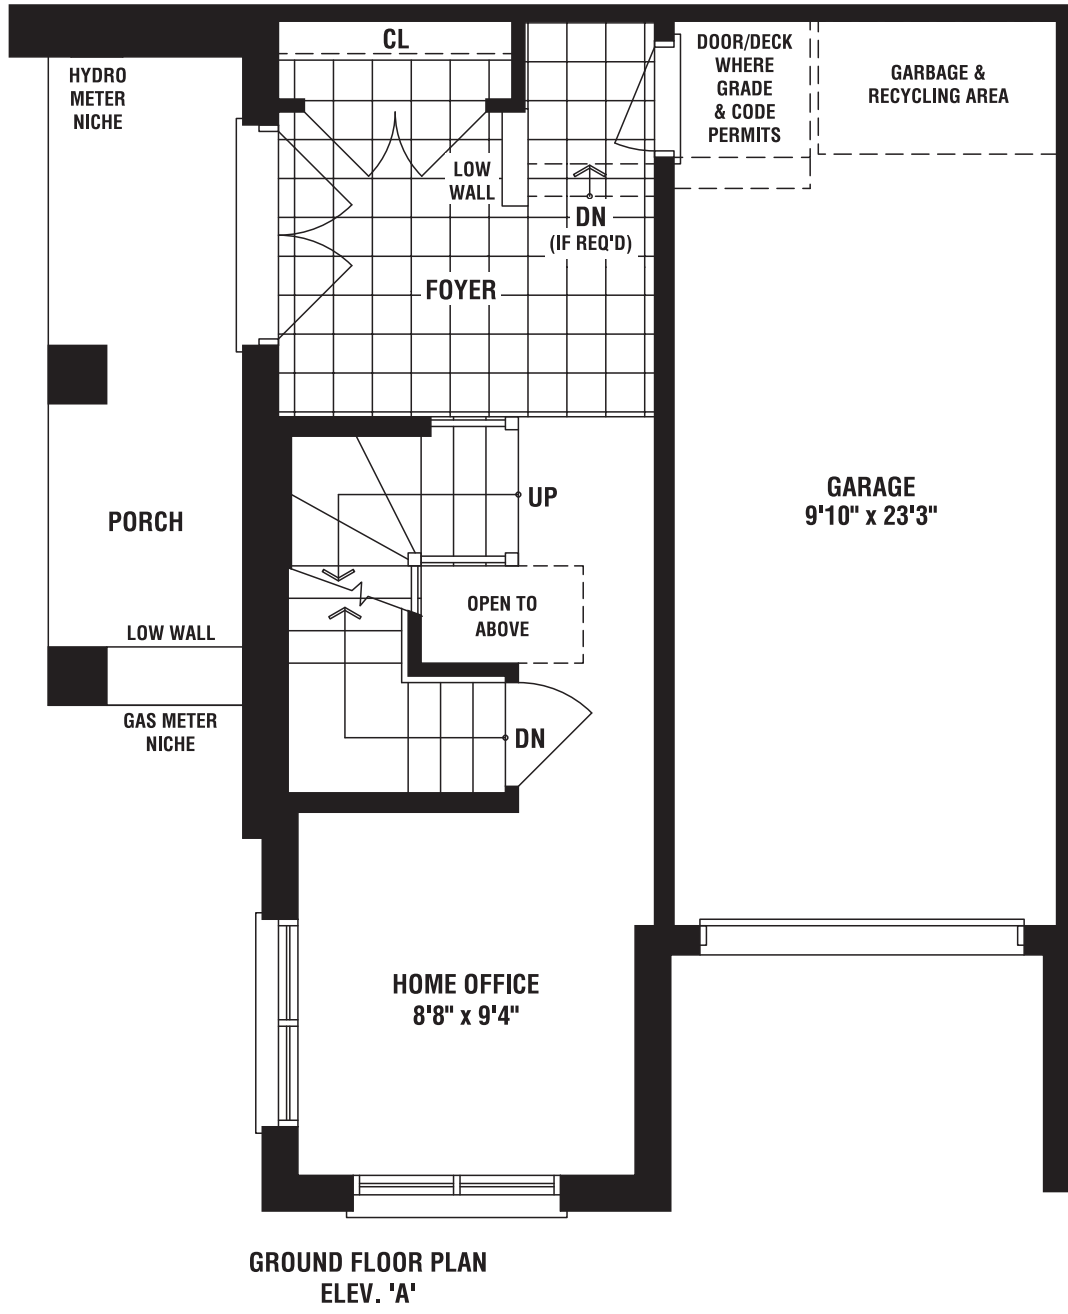 CL
HYDRO
METER
NICHE
DOOR/DECK
WHERE
GRADE
& CODE
PERMITS
GARBAGE &
RECYCLING AREA
LOW
WALL
DN
(IF REQ'D)
FOYER
GARAGE
9'10" x 23'3"
UP
PORCH
OPEN TO
ABOVE
LOW WALL
GAS METER
NICHE
DN
HOME OFFICE
8'8" x 9'4"
GROUND FLOOR PLAN
ELEV. 'A'